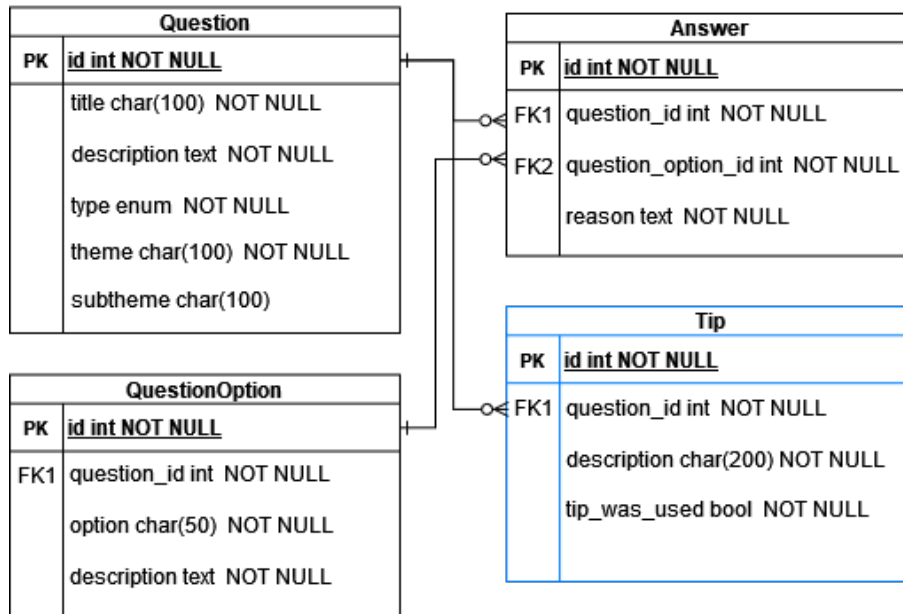 Question
PK id int NOT NULL
title char(100) NOT NULL
description text NOT NULL
type enum NOT NULL
theme char(100) NOT NULL
subtheme char(100)
QuestionOption
PK id int NOT NULL
FK1 question_id int NOT NULL
option char(50) NOT NULL
description text NOT NULL
Answer
PK id int NOT NULL
FK1 question_id int NOT NULL
FK2 question_option_id int NOT NULL
reason text NOT NULL
Tip
PK id int NOT NULL
FK1 question_id int NOT NULL
description char(200) NOT NULL
tip_was_used bool NOT NULL